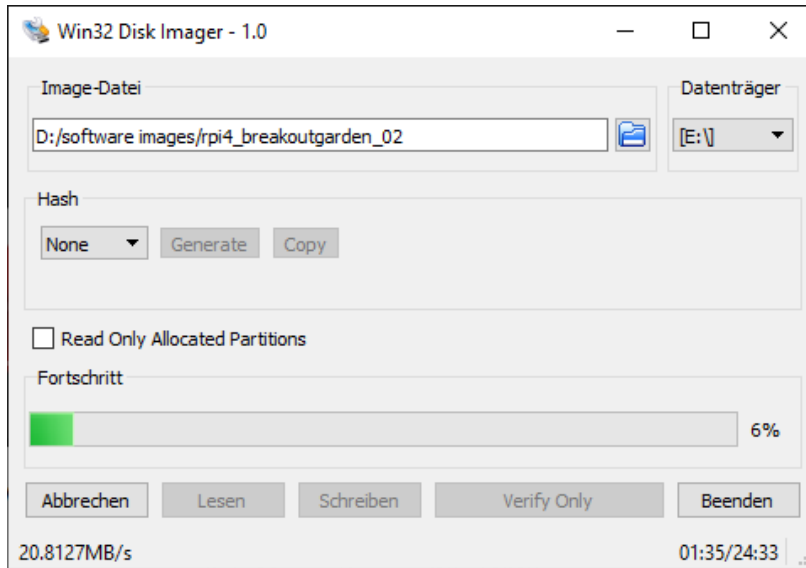 Win32 Disk Imager - 1.0
Image-Datei
Datenträger
D:/software images/rpi4_breakoutgarden_02
[E:\]
Hash
None
Generate
Copy
Read Only Allocated Partitions
Fortschritt
6%
Abbrechen
Lesen
Schreiben
Verify Only
Beenden
20.8127MB/s
01:35/24:33